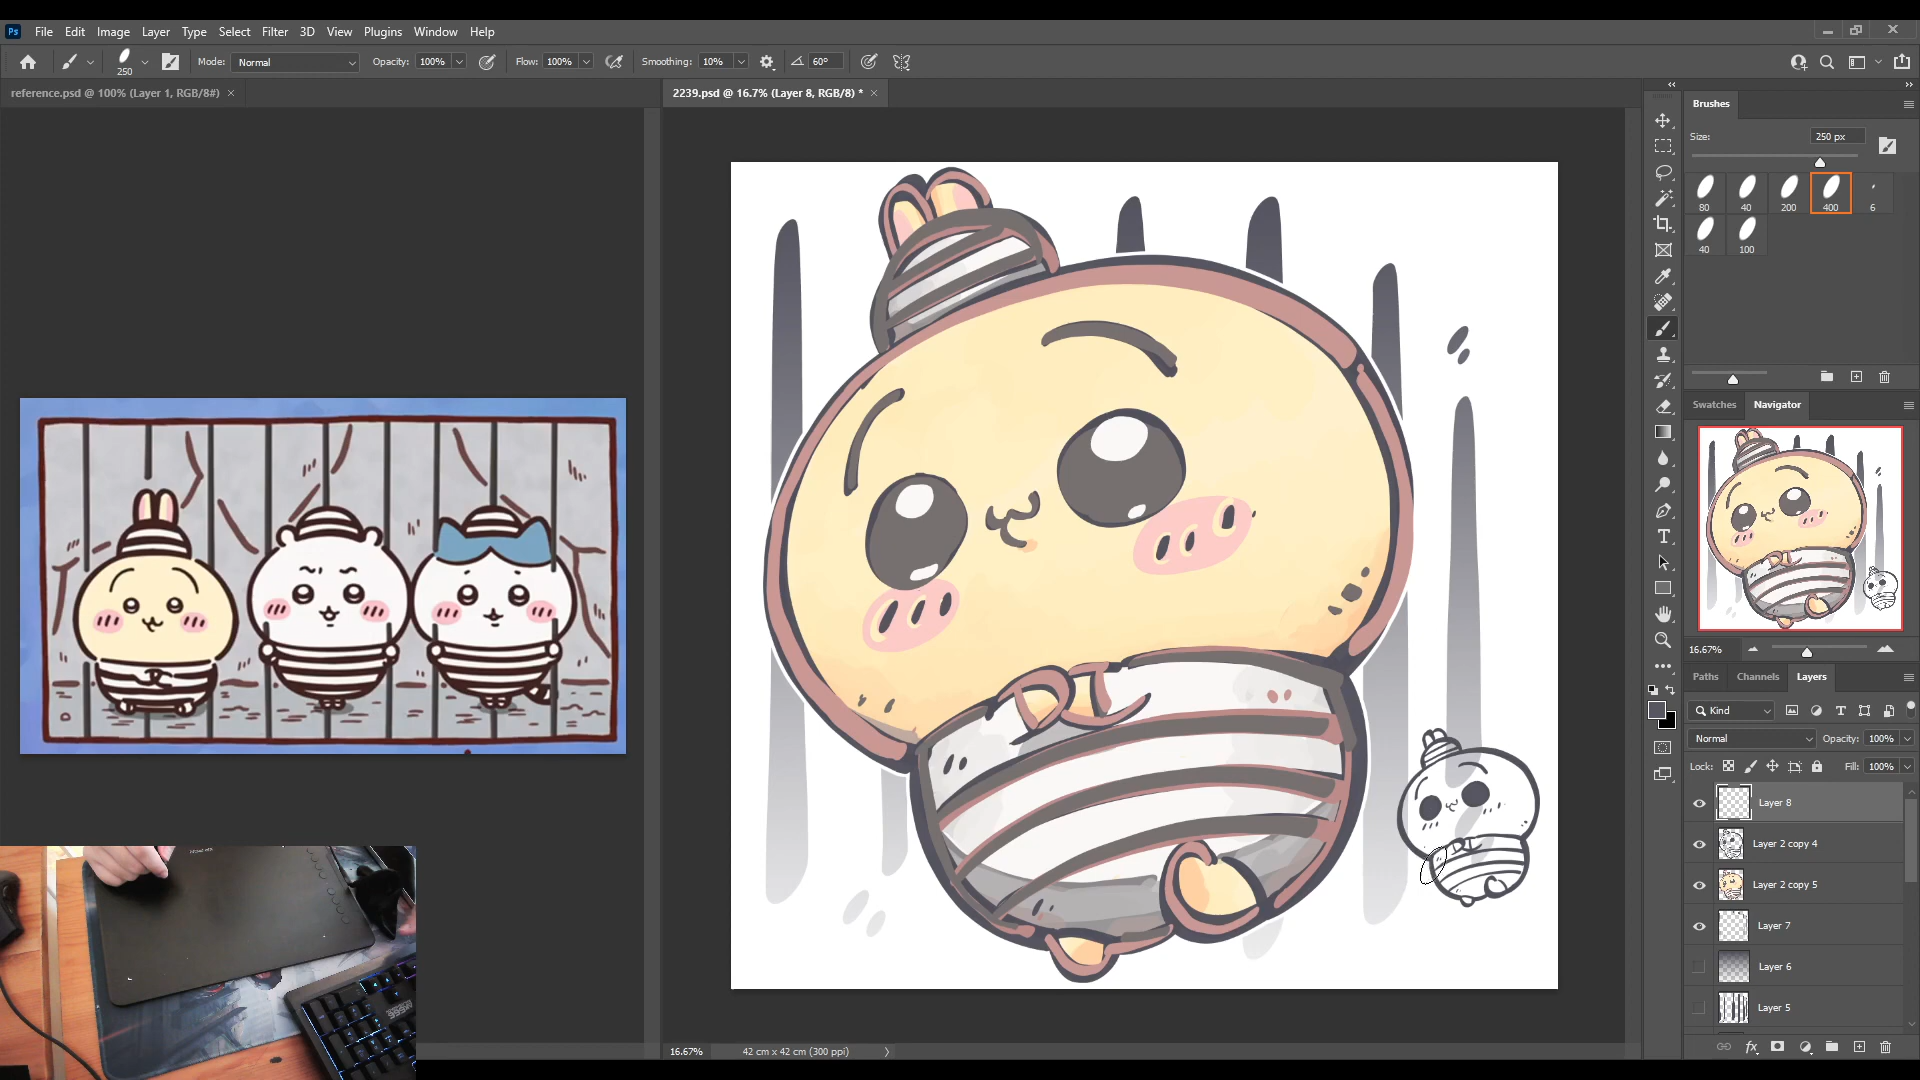 Ps File Edit Image Layer Type Select Filter 3D View Plugins Window Help
250 Mode: Normal Opacity: 100% Flow: 100% Smoothing: 10% 60°
reference.psd @ 100% (Layer 1, RGB/8#) ×
2239.psd @ 16.7% (Layer 8, RGB/8) * ×
Brushes
Size: 250 px
80 40 200 400 6
40 100
Swatches Navigator
16.67%
Paths Channels Layers
Kind
Normal Opacity: 100%
Lock: Fill: 100%
Layer 8
Layer 2 copy 4
Layer 2 copy 5
Layer 7
Layer 6
Layer 5
fx
16.67% 42 cm x 42 cm (300 ppi)